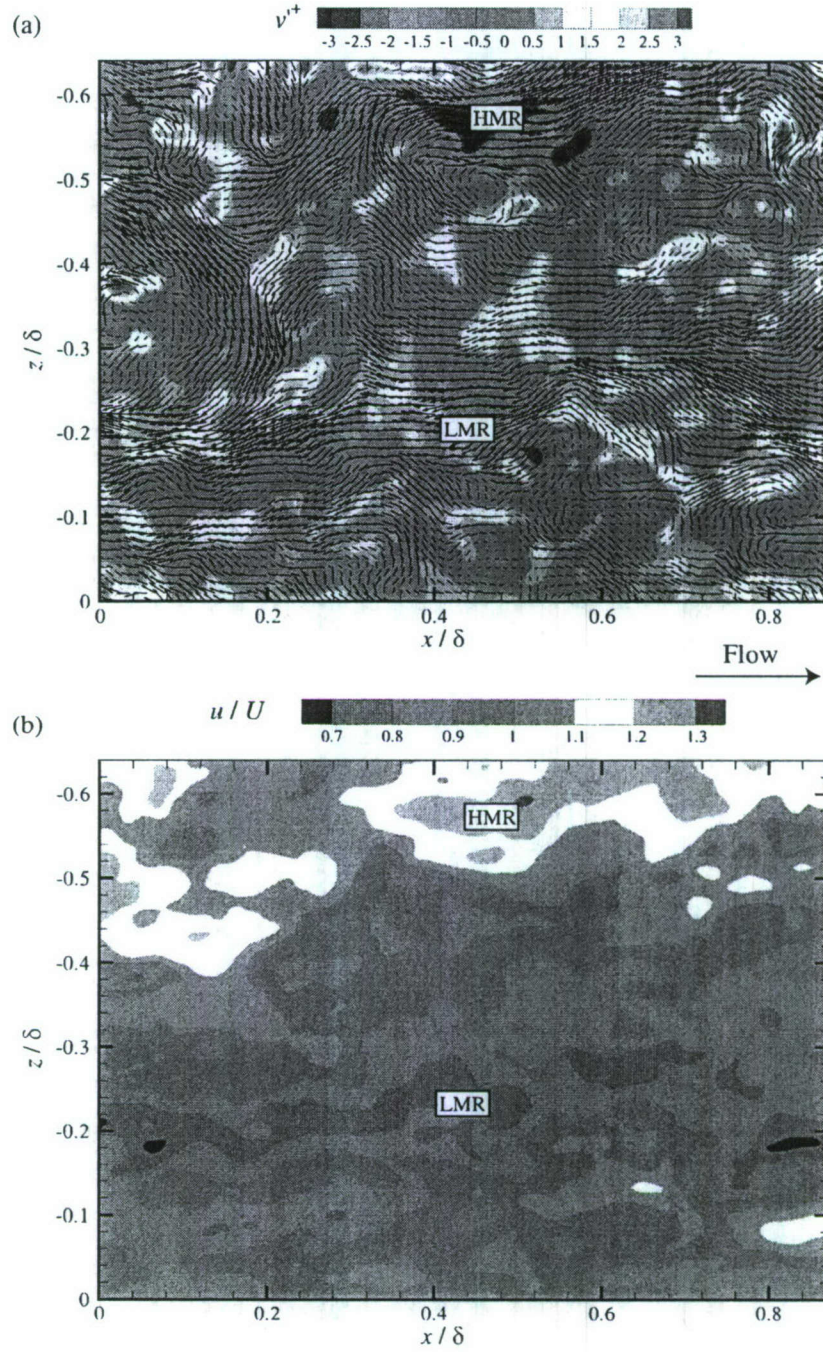 (a)
ν'⁺
-3 -2.5 -2 -1.5 -1 -0.5 0 0.5 1 1.5 2 2.5 3
-0.6
HMR
-0.5
-0.4
z / δ
-0.3
LMR
-0.2
-0.1
0
0 0.2 0.4 0.6 0.8
x / δ
Flow
(b)
u / U
0.7 0.8 0.9 1 1.1 1.2 1.3
-0.6
HMR
-0.5
-0.4
z / δ
-0.3
LMR
-0.2
-0.1
0
0 0.2 0.4 0.6 0.8
x / δ